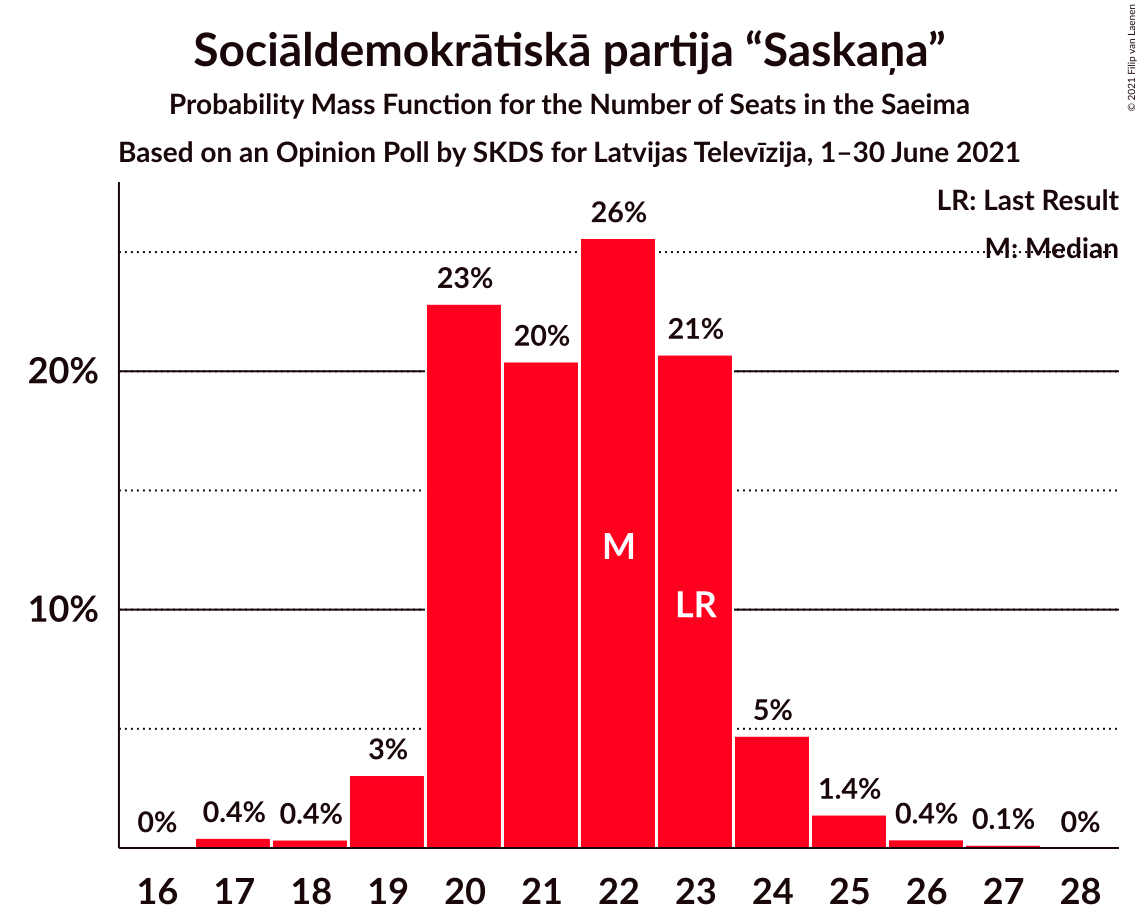 Sociāldemokrātiskā partija “Saskaņa”
Probability Mass Function for the Number of Seats in the Saeima
Based on an Opinion Poll by SKDS for Latvijas Televīzija, 1–30 June 2021
© 2021 Filip van Laenen
LR: Last Result
M: Median
26%
23%
20%
21%
20%
M
LR
10%
5%
3%
1.4%
0%
0.4%
0.4%
0.4%
0.1%
0%
16 17 18 19 20 21 22 23 24 25 26 27 28